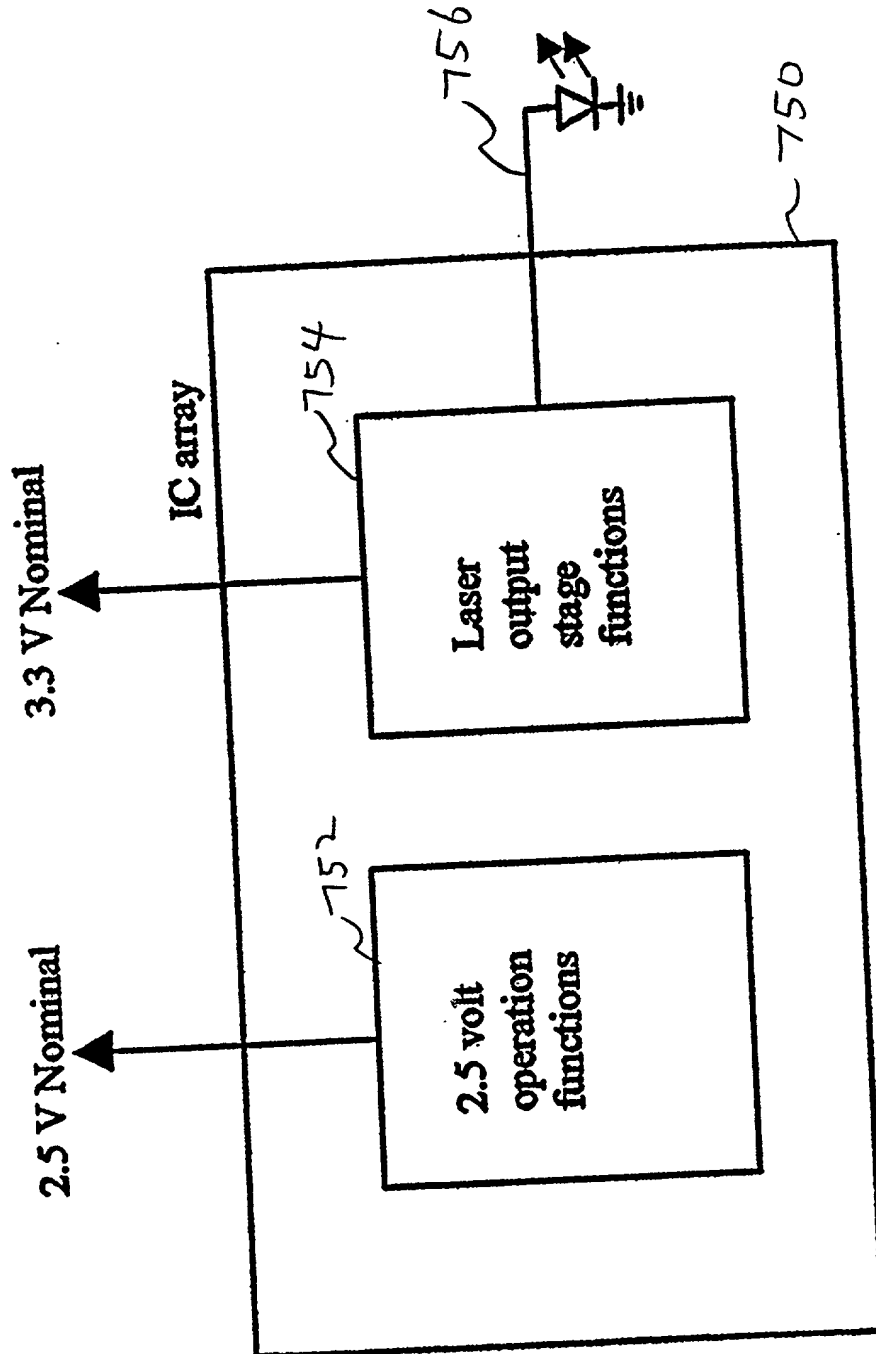 2.5 V Nominal
3.3 V Nominal
IC array
752
754
756
2.5 volt
operation
functions
Laser
output
stage
functions
750